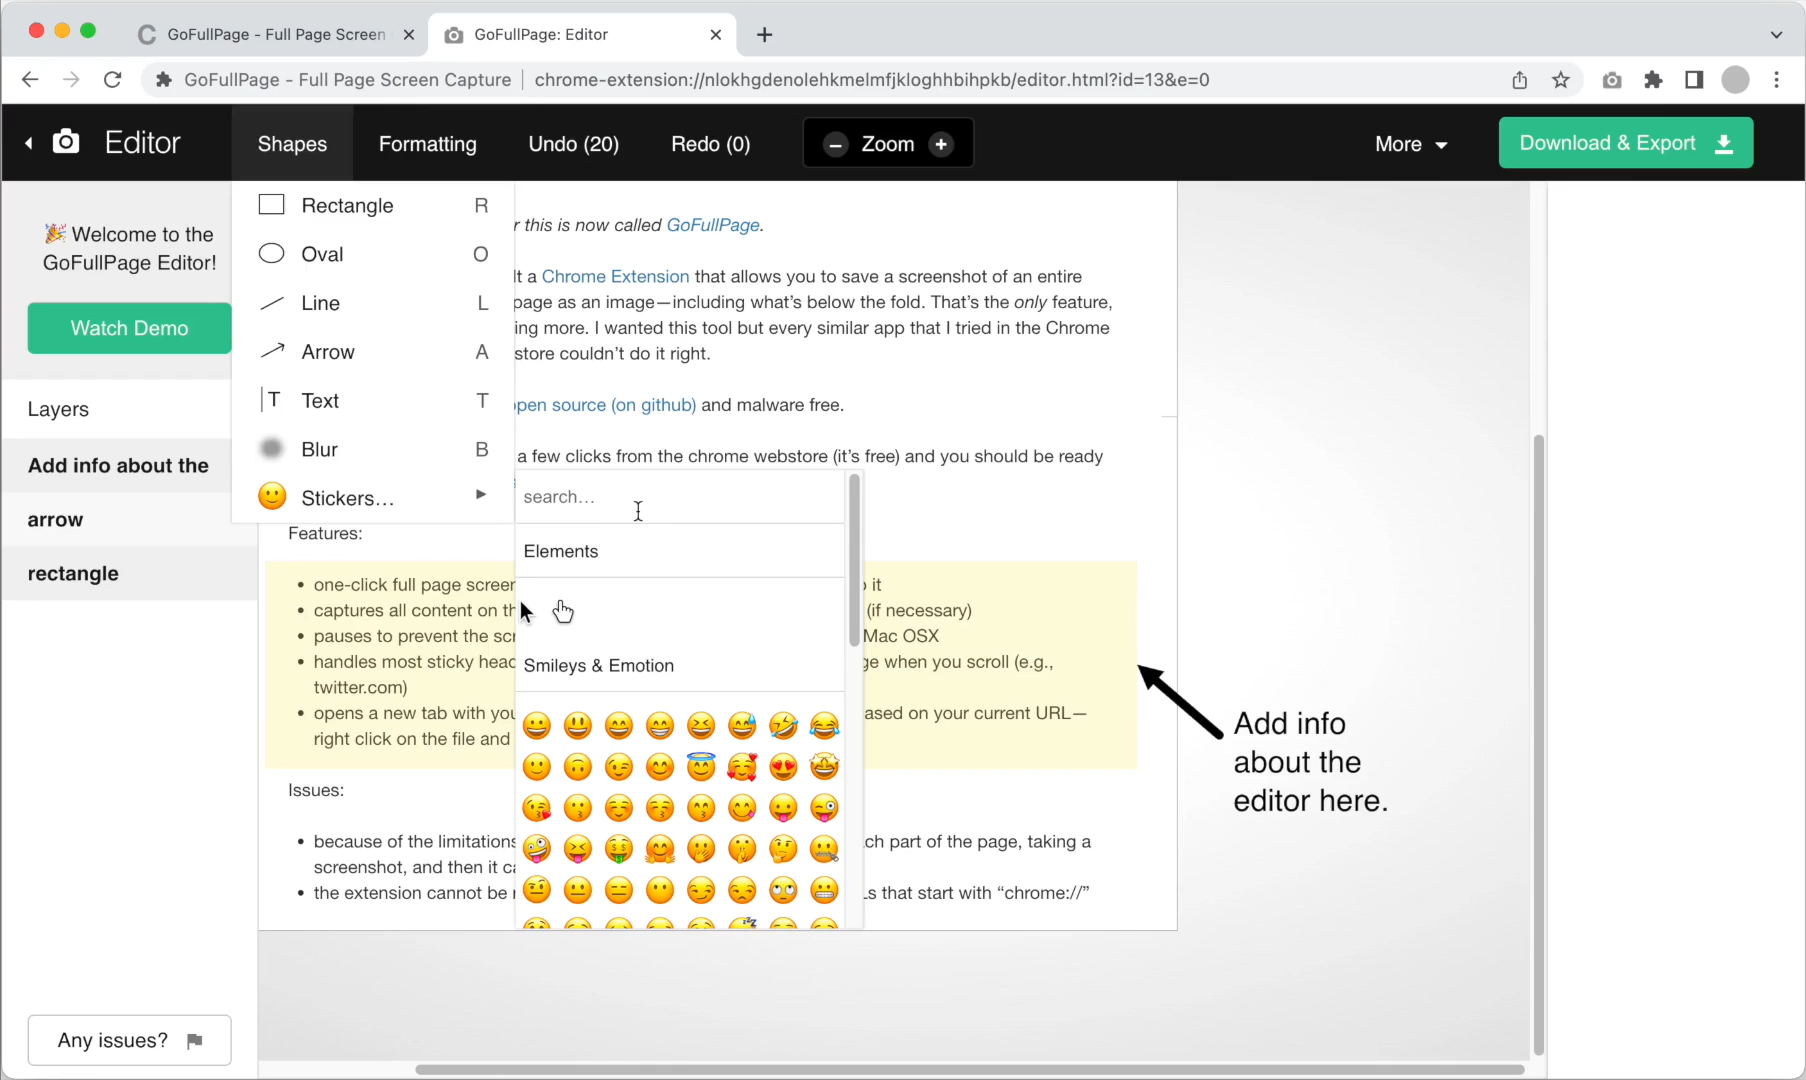 GoFullPage - Full Page Screen
GoFullPage: Editor
GoFullPage - Full Page Screen Capture
chrome-extension://nlokhgdenolehkmelmfjkloghhbihpkb/editor.html?id=13&e=0
Editor
Shapes
Formatting
Undo (20)
Redo (0)
Zoom
More
Download & Export
Welcome to the
GoFullPage Editor!
Watch Demo
Layers
Add info about the
arrow
rectangle
Any issues?
Rectangle R
Oval O
Line L
Arrow A
Text T
Blur B
Stickers…
search…
Elements
Smileys & Emotion
r this is now called GoFullPage.
lt a Chrome Extension that allows you to save a screenshot of an entire
page as an image—including what's below the fold. That's the only feature,
ing more. I wanted this tool but every similar app that I tried in the Chrome
store couldn't do it right.
open source (on github) and malware free.
a few clicks from the chrome webstore (it's free) and you should be ready
Features:
• one-click full page screen it
• captures all content on th (if necessary)
• pauses to prevent the scr Mac OSX
• handles most sticky head ge when you scroll (e.g.,
twitter.com)
• opens a new tab with you ased on your current URL—
right click on the file and
Issues:
• because of the limitations ch part of the page, taking a
screenshot, and then it ca
• the extension cannot be Ls that start with “chrome://”
Add info
about the
editor here.